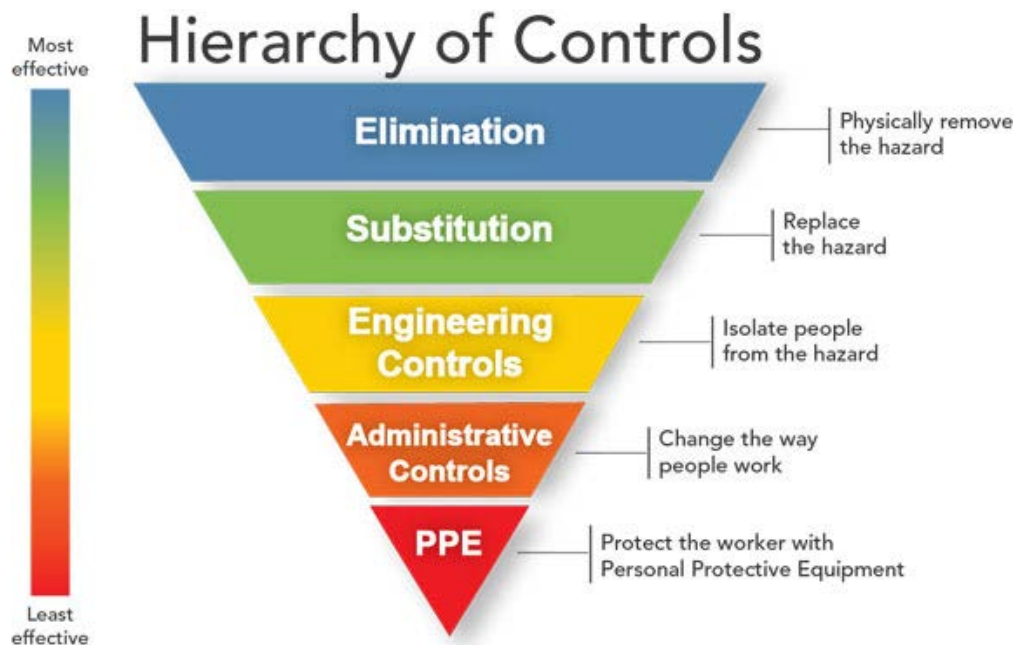 Hierarchy of Controls
Most
effective
Elimination
Physically remove
the hazard
Substitution
Replace
the hazard
Engineering
Controls
Isolate people
from the hazard
Administrative
Controls
Change the way
people work
PPE
Protect the worker with
Personal Protective Equipment
Least
effective